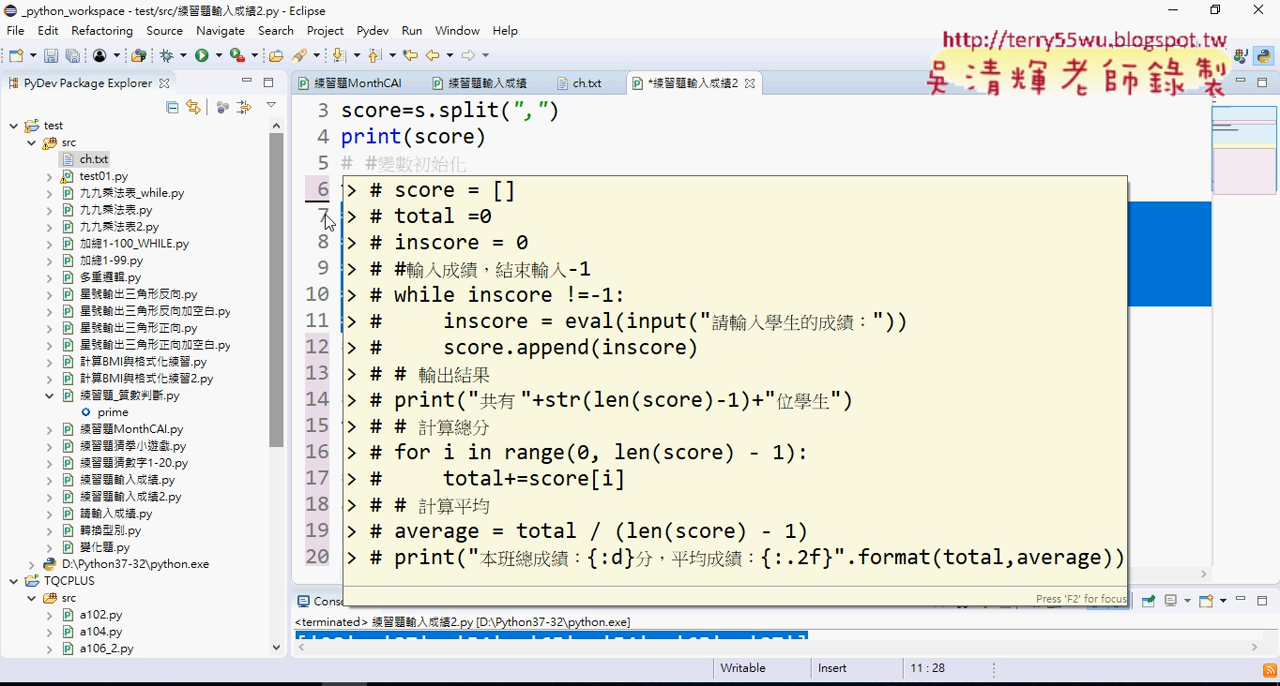 _python_workspace - test/src/練習題輸入成績2.py - Eclipse
File Edit Refactoring Source Navigate Search Project Pydev Run Window Help
http://terry55wu.blogspot.tw
吳清輝老師錄製
PyDev Package Explorer
練習題MonthCAI
練習題輸入成績
ch.txt
*練習題輸入成績2
test
src
ch.txt
test01.py
九九乘法表_while.py
九九乘法表.py
九九乘法表2.py
加總1-100_WHILE.py
加總1-99.py
多重邏輯.py
星號輸出三角形反向.py
星號輸出三角形反向加空白.py
星號輸出三角形正向.py
星號輸出三角形正向加空白.py
計算BMI與格式化練習.py
計算BMI與格式化練習2.py
練習題_質數判斷.py
prime
練習題MonthCAI.py
練習題猜拳小遊戲.py
練習題猜數字1-20.py
練習題輸入成績.py
練習題輸入成績2.py
請輸入成績.py
轉換型別.py
變化題.py
D:\Python37-32\python.exe
TQCPLUS
src
a102.py
a104.py
a106_2.py
3 score=s.split(",")
4 print(score)
5 # #變數初始化
6 > # score = []
7 > # total =0
8 > # inscore = 0
9 > # #輸入成績，結束輸入-1
10 > # while inscore !=-1:
11 > #     inscore = eval(input("請輸入學生的成績："))
12 > #     score.append(inscore)
13 > # # 輸出結果
14 > # print("共有 "+str(len(score)-1)+"位學生")
15 > # # 計算總分
16 > # for i in range(0, len(score) - 1):
17 > #     total+=score[i]
18 > # # 計算平均
19 > # average = total / (len(score) - 1)
20 > # print("本班總成績：{:d}分，平均成績：{:.2f}".format(total,average))
Press 'F2' for focus
Conso
<terminated> 練習題輸入成績2.py [D:\Python37-32\python.exe]
Writable Insert 11 : 28